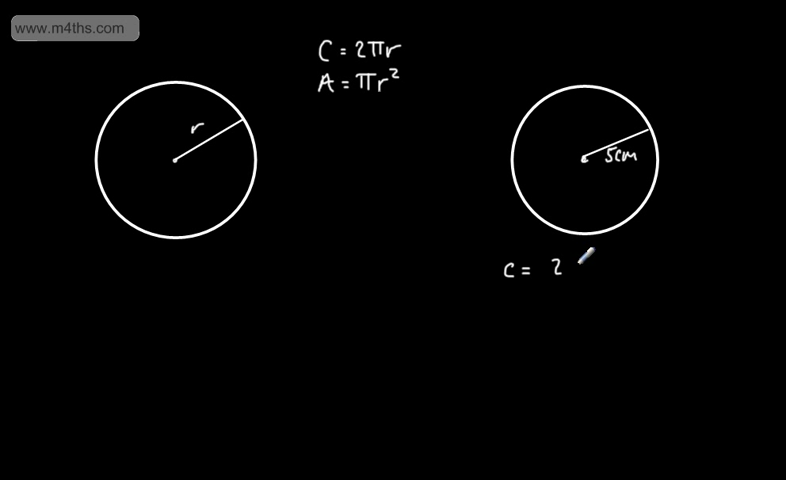 www.m4ths.com
C = 2πr
A = πr²
r
5cm
C = 2